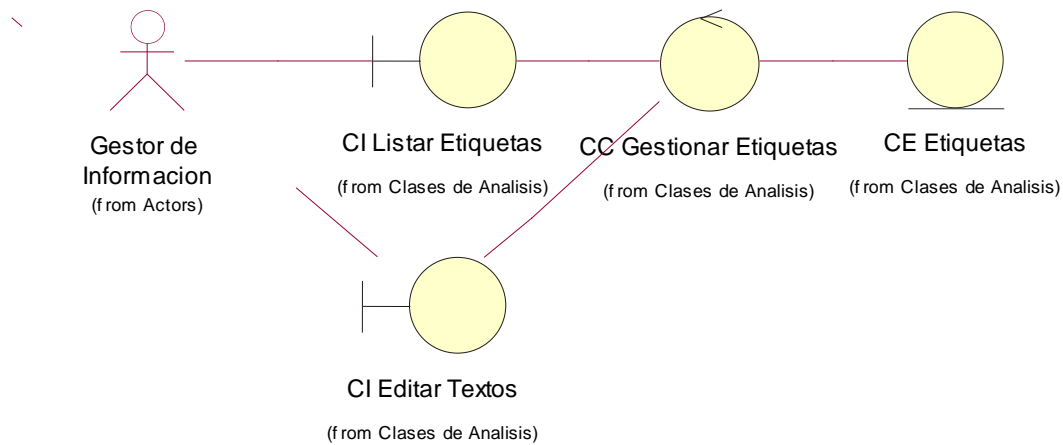 Gestor de
Informacion
(from Actors)
CI Listar Etiquetas
(from Clases de Analisis)
CC Gestionar Etiquetas
(from Clases de Analisis)
CE Etiquetas
(from Clases de Analisis)
CI Editar Textos
(from Clases de Analisis)